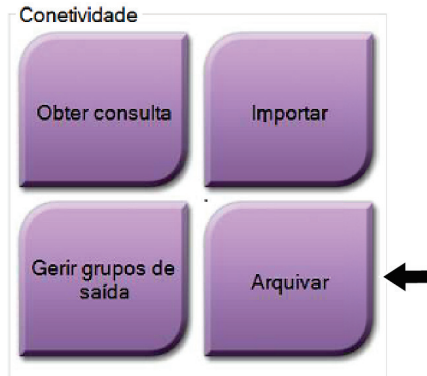 Conetividade
Obter consulta
Importar
Gerir grupos de
saída
Arquivar